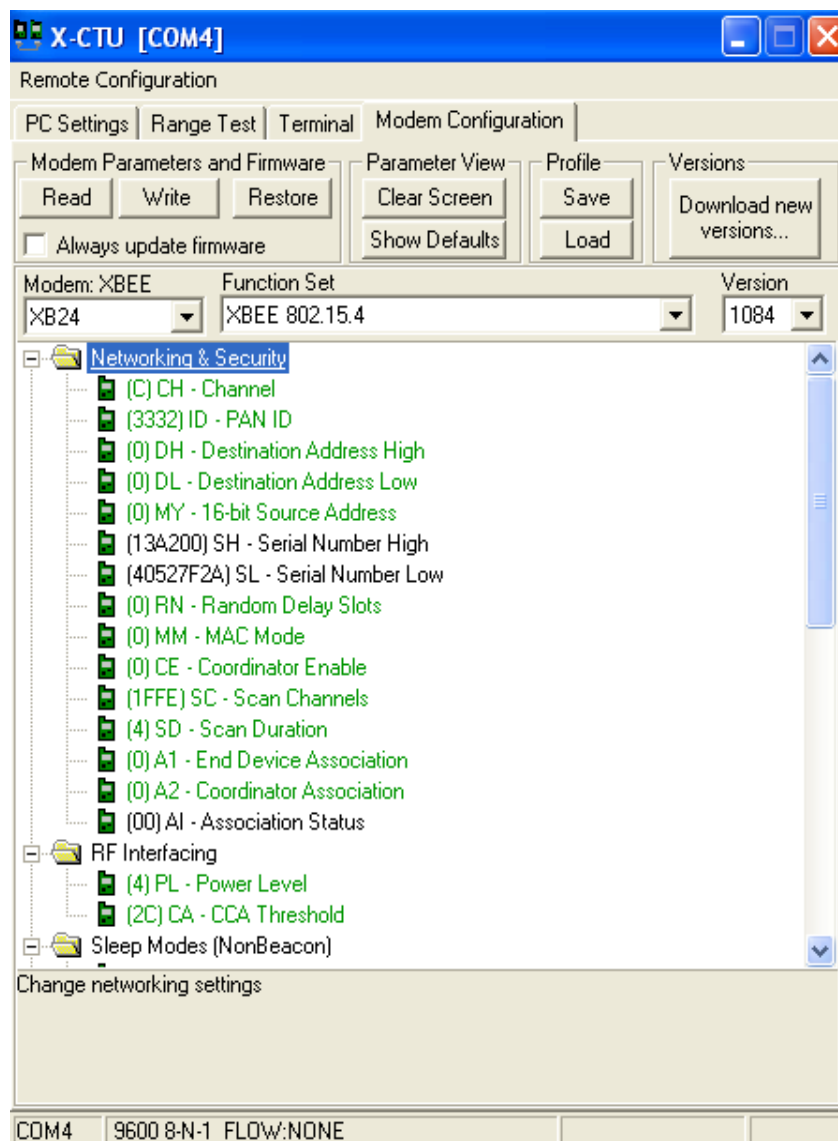 X-CTU [COM4]
Remote Configuration
PC Settings Range Test Terminal Modem Configuration
Modem Parameters and Firmware Parameter View Profile Versions
Read Write Restore Clear Screen Save Download new versions...
Always update firmware Show Defaults Load
Modem: XBEE Function Set Version
XB24 XBEE 802.15.4 1084
Networking & Security
(C) CH - Channel
(3332) ID - PAN ID
(0) DH - Destination Address High
(0) DL - Destination Address Low
(0) MY - 16-bit Source Address
(13A200) SH - Serial Number High
(40527F2A) SL - Serial Number Low
(0) RN - Random Delay Slots
(0) MM - MAC Mode
(0) CE - Coordinator Enable
(1FFE) SC - Scan Channels
(4) SD - Scan Duration
(0) A1 - End Device Association
(0) A2 - Coordinator Association
(00) AI - Association Status
RF Interfacing
(4) PL - Power Level
(2C) CA - CCA Threshold
Sleep Modes (NonBeacon)
Change networking settings
COM4 9600 8-N-1 FLOW:NONE